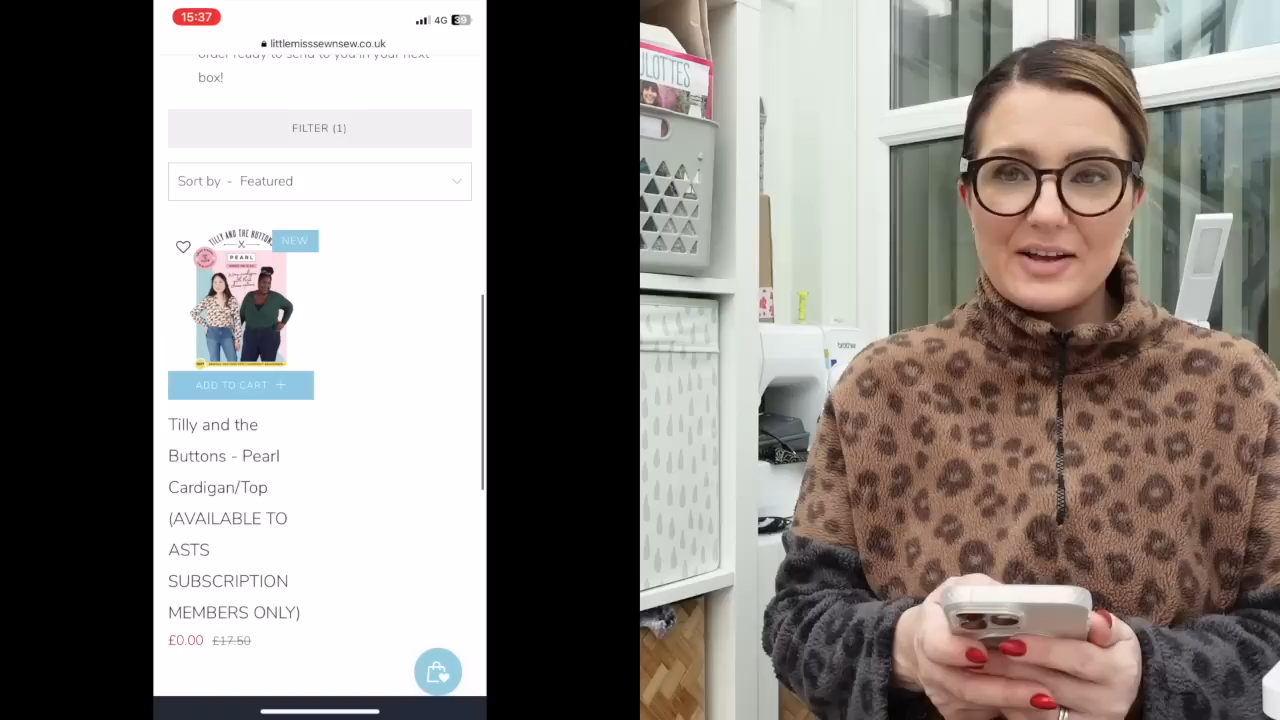 15:37
4G 39
littlemisssewnsew.co.uk
order ready to send to you in your next
box!
FILTER (1)
Sort by - Featured
TILLY AND THE BUTTONS
NEW
PEARL
ADD TO CART +
Tilly and the
Buttons - Pearl
Cardigan/Top
(AVAILABLE TO
ASTS
SUBSCRIPTION
MEMBERS ONLY)
£0.00 £17.50
ULOTTES
brother